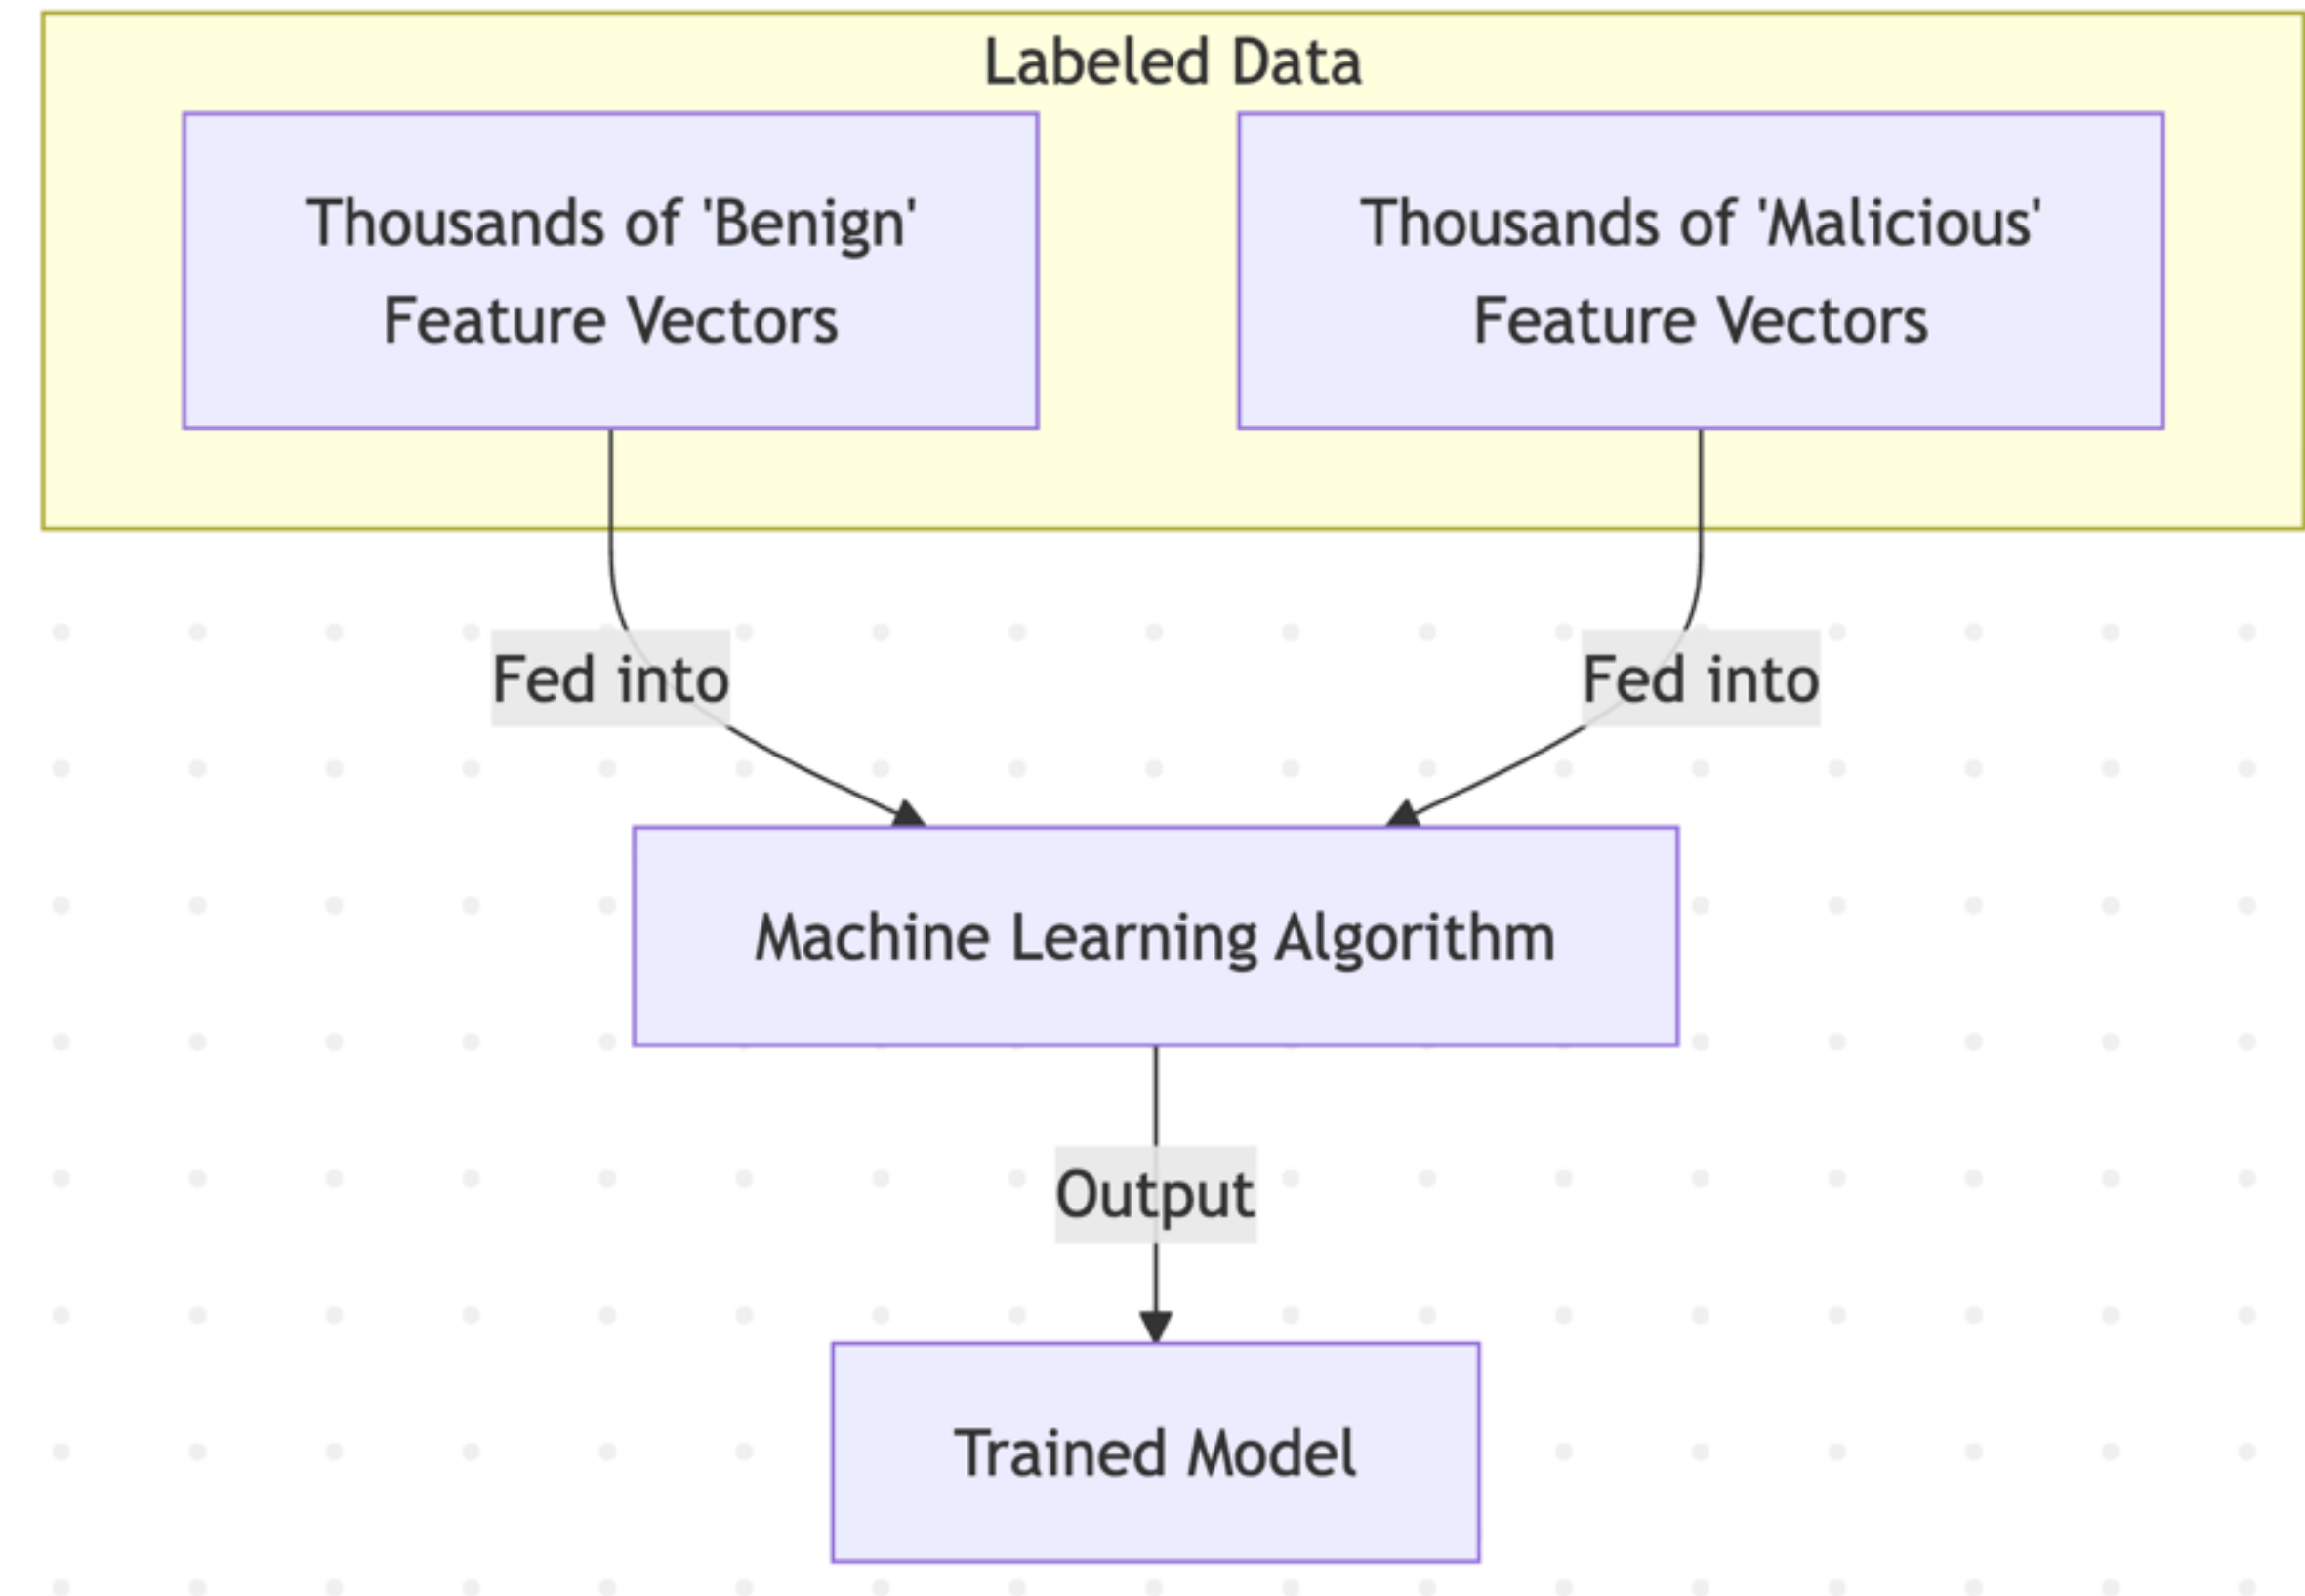 Labeled Data
Thousands of 'Benign'
Feature Vectors
Thousands of 'Malicious'
Feature Vectors
Fed into
Fed into
Machine Learning Algorithm
Output
Trained Model